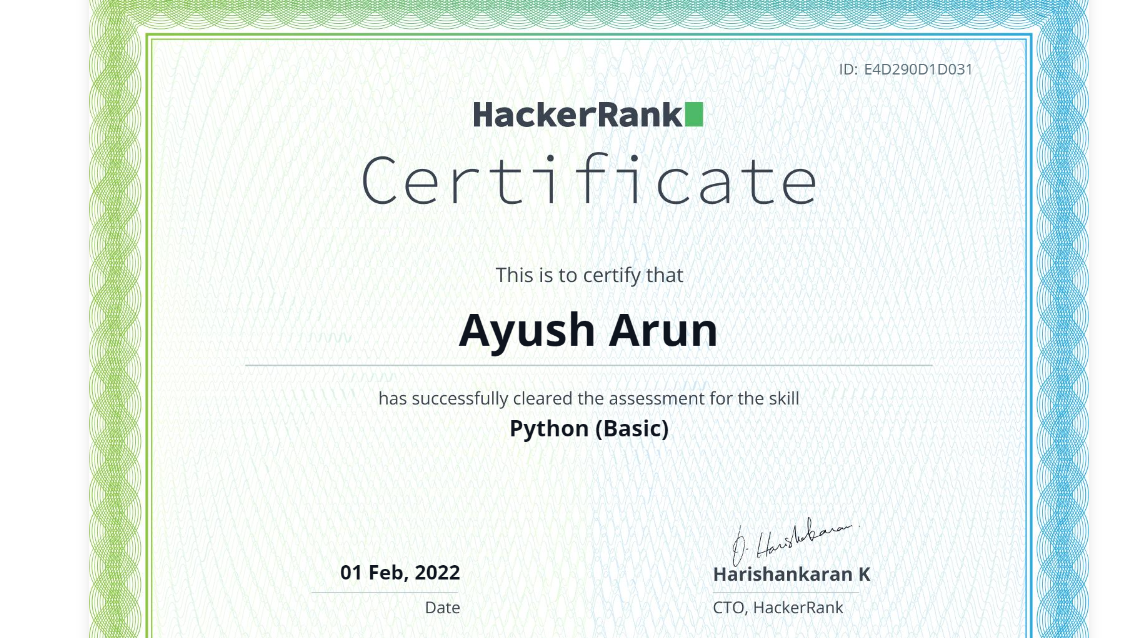 ID: E4D290D1D031
HackerRank
Certificate
This is to certify that
Ayush Arun
has successfully cleared the assessment for the skill
Python (Basic)
01 Feb, 2022
Date
Harishankaran K
CTO, HackerRank